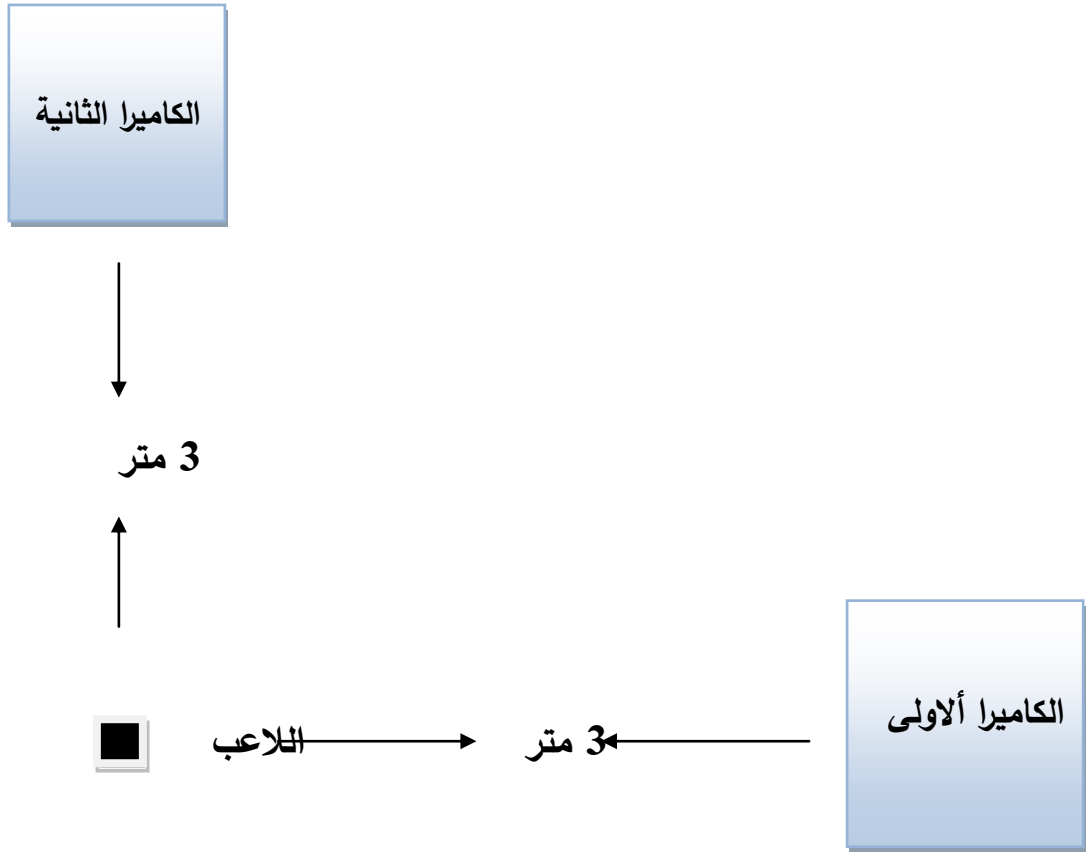 الكاميرا الثانية
3 متر
الكاميرا ألاولى
اللاعب
3 متر